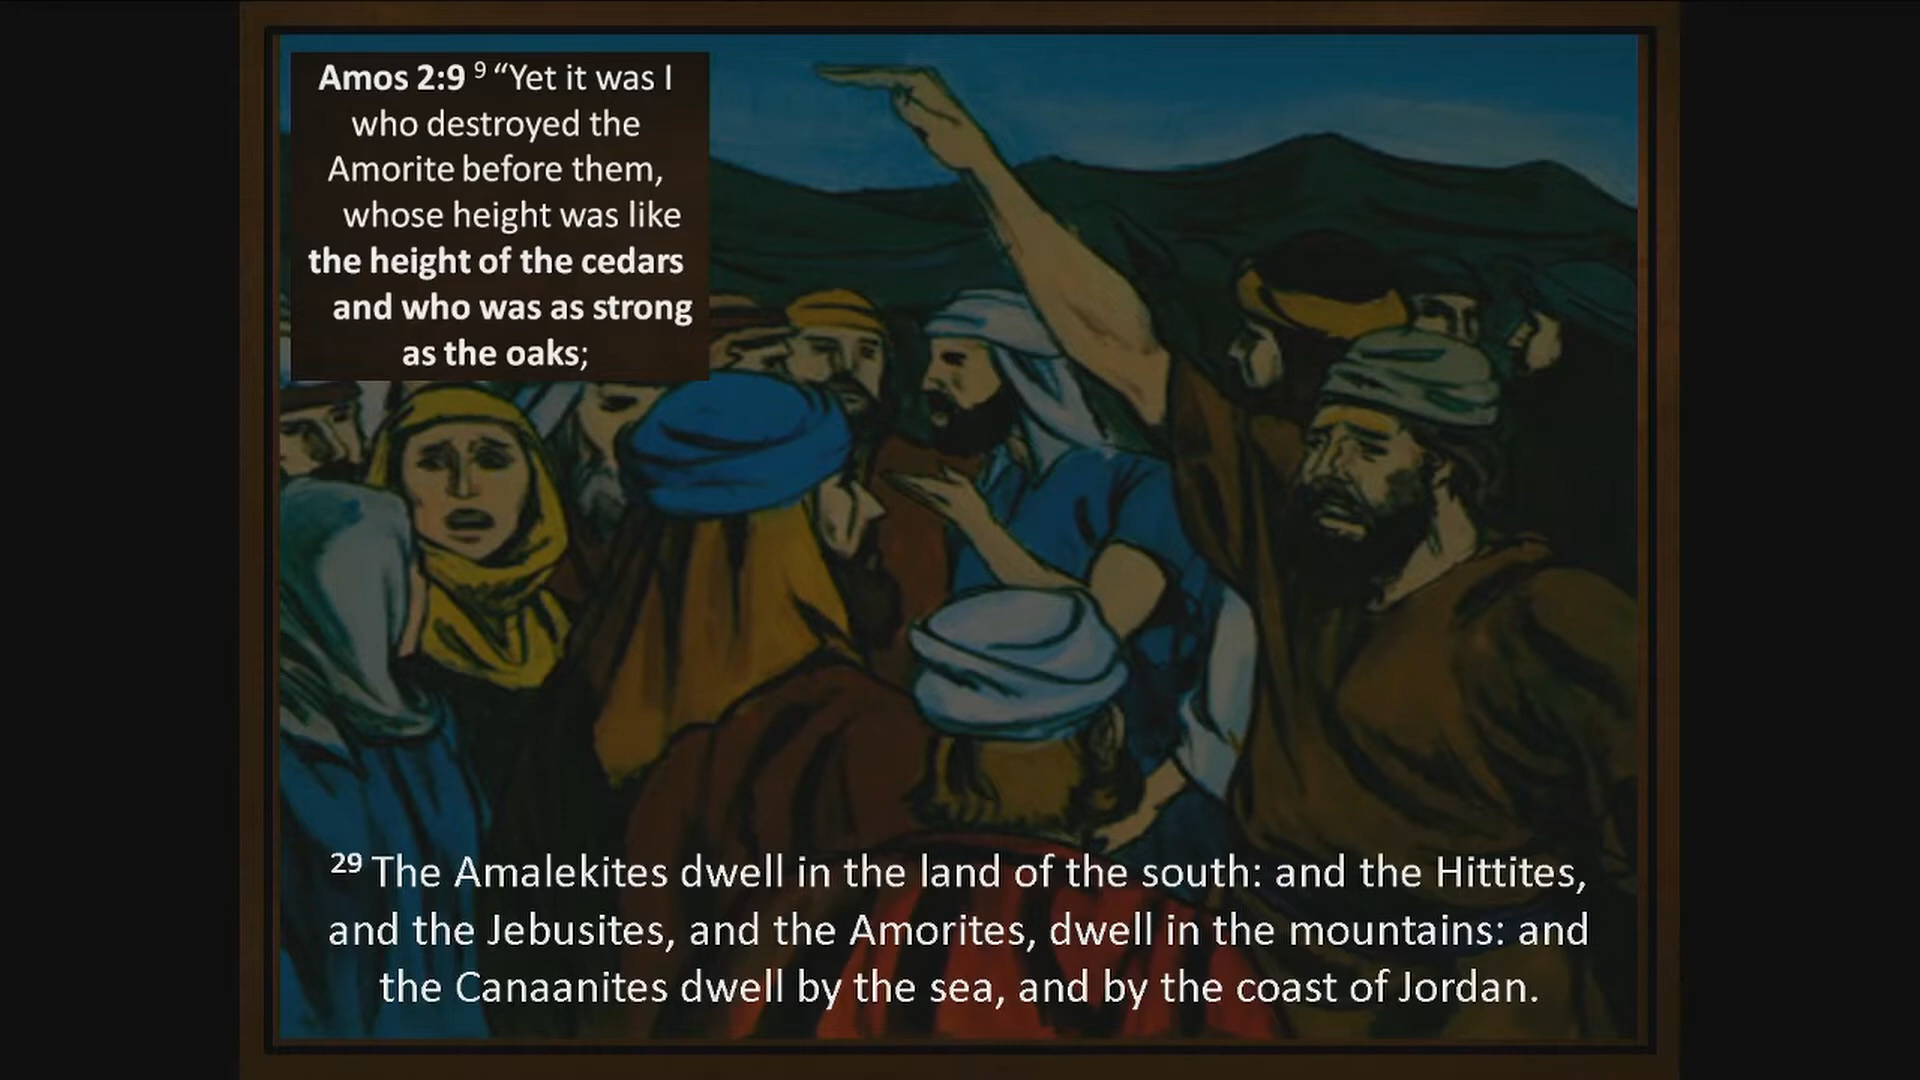 Amos 2:9 9 “Yet it was I
who destroyed the
Amorite before them,
whose height was like
the height of the cedars
and who was as strong
as the oaks;
29 The Amalekites dwell in the land of the south: and the Hittites,
and the Jebusites, and the Amorites, dwell in the mountains: and
the Canaanites dwell by the sea, and by the coast of Jordan.